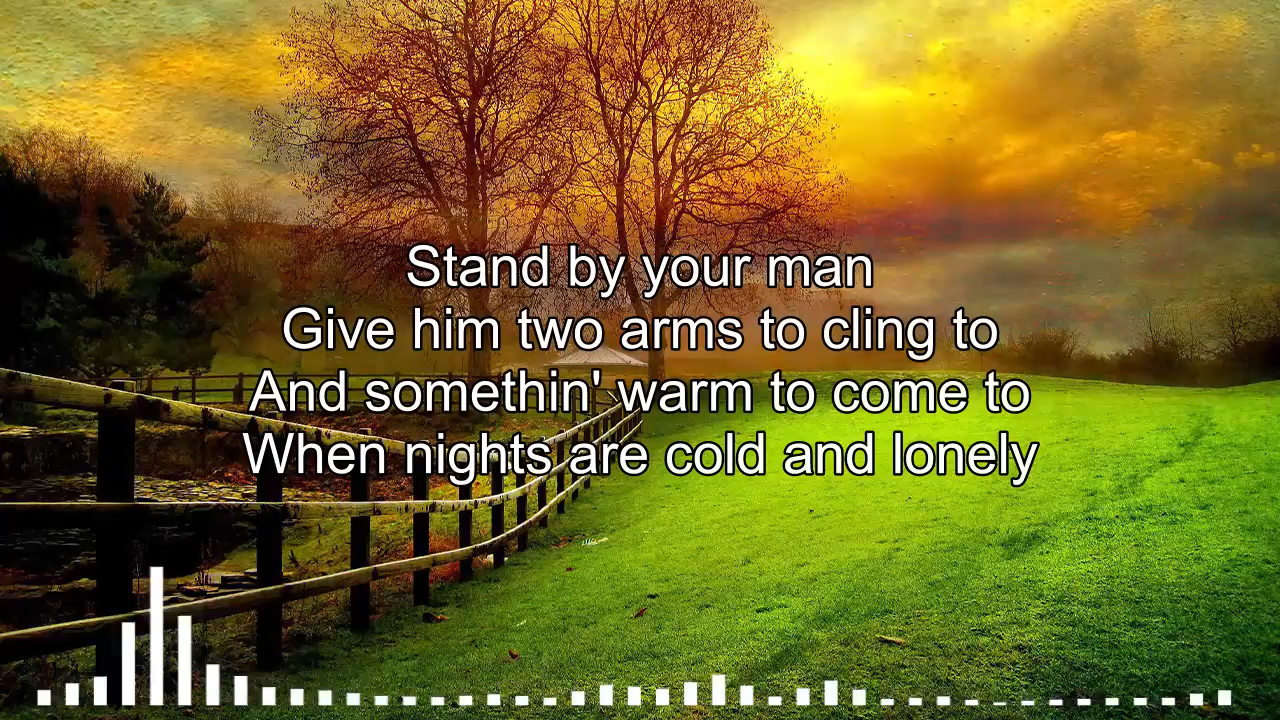 Stand by your man
Give him two arms to cling to
And somethin' warm to come to
When nights are cold and lonely